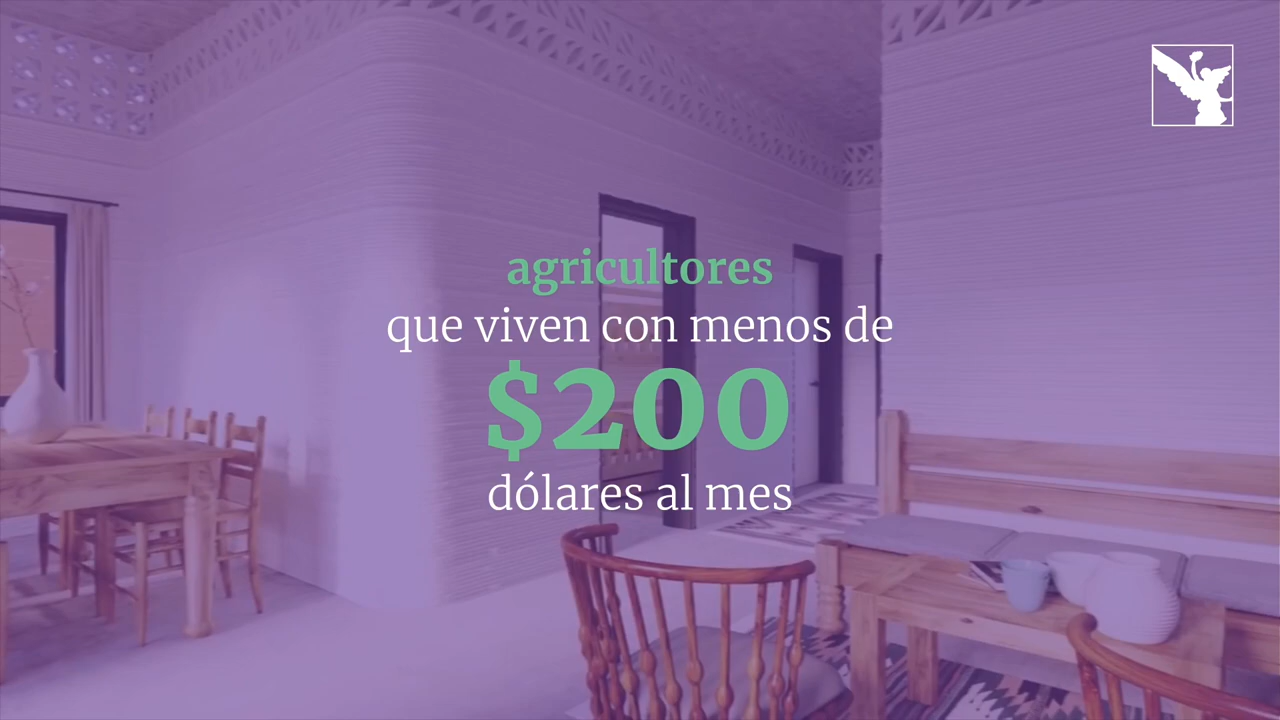 agricultores
que viven con menos de
$200
dólares al mes